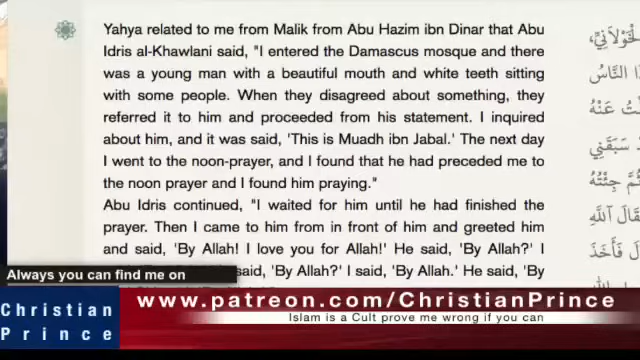 Yahya related to me from Malik from Abu Hazim ibn Dinar that Abu
Idris al-Khawlani said, "I entered the Damascus mosque and there
was a young man with a beautiful mouth and white teeth sitting
with some people. When they disagreed about something, they
referred it to him and proceeded from his statement. I inquired
about him, and it was said, 'This is Muadh ibn Jabal.' The next day
I went to the noon-prayer, and I found that he had preceded me to
the noon prayer and I found him praying."
Abu Idris continued, "I waited for him until he had finished the
prayer. Then I came to him from in front of him and greeted him
and said, 'By Allah! I love you for Allah!' He said, 'By Allah?' I
said, 'By Allah?' I said, 'By Allah.' He said, 'By
الْخَوْلاَنِيِّ،
ا النَّاسُ
عَنْهُ
سَبَقَنِي
ثُمَّ جِئْتُهُ
قَالَ آللَّهِ
فَأَخَذَ
Always you can find me on
Christian
Prince
www.patreon.com/ChristianPrince
Islam is a Cult prove me wrong if you can